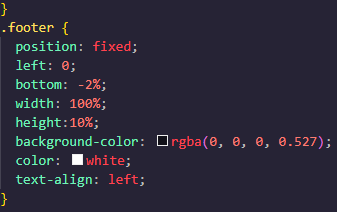 }
.footer {
position: fixed;
left: 0;
bottom: -2%;
width: 100%;
height:10%;
background-color: rgba(0, 0, 0, 0.527);
color: white;
text-align: left;
}